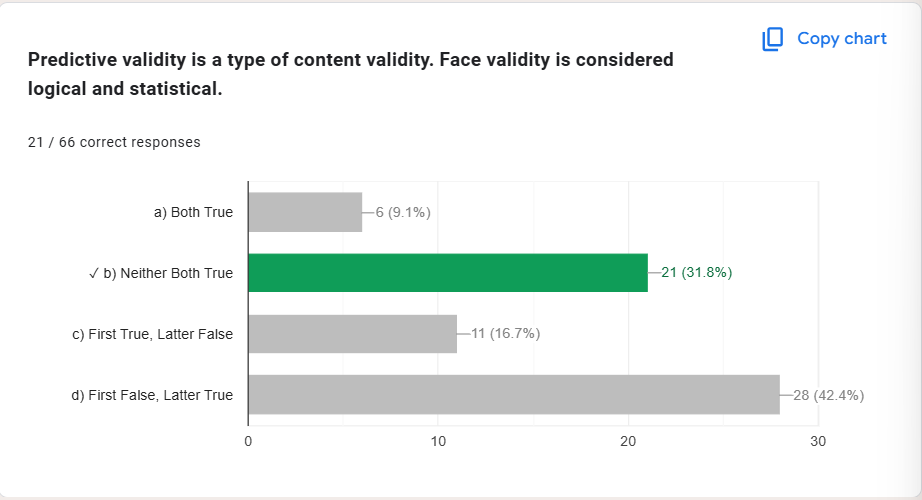 Copy chart
Predictive validity is a type of content validity. Face validity is considered
logical and statistical.
21 / 66 correct responses
a) Both True
6 (9.1%)
✓ b) Neither Both True
21 (31.8%)
c) First True, Latter False
11 (16.7%)
d) First False, Latter True
28 (42.4%)
0
10
20
30